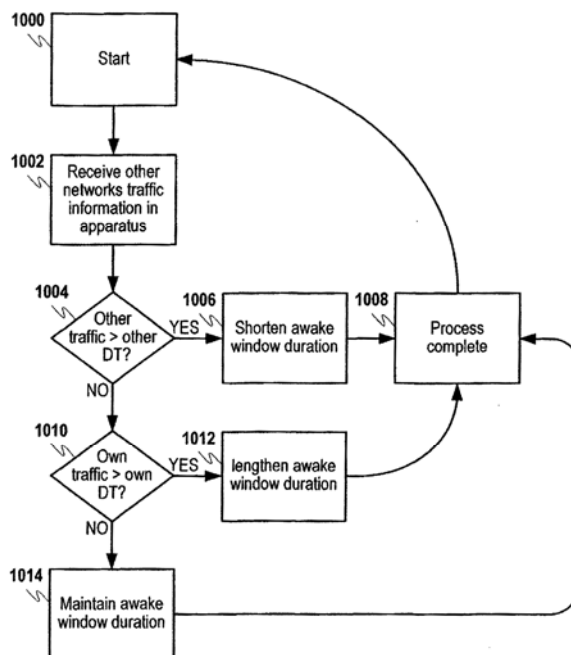 1000
Start
1002
Receive other
networks traffic
information in
apparatus
1004
Other
traffic > other
DT?
YES
1006
Shorten awake
window duration
1008
Process
complete
NO
1010
Own
traffic > own
DT?
YES
1012
lengthen awake
window duration
NO
1014
Maintain awake
window duration